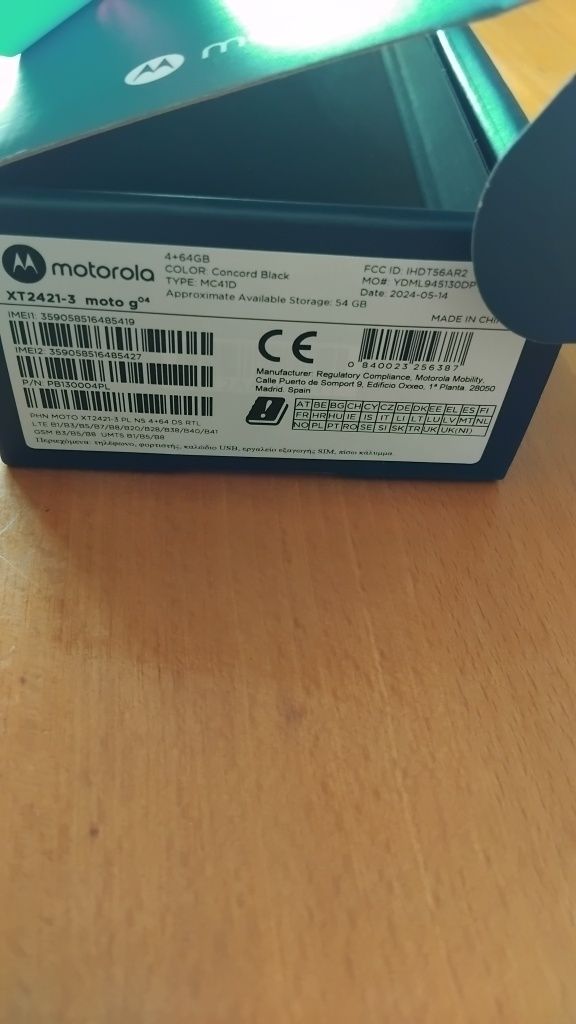 motorola
4+64GB
COLOR: Concord Black
TYPE: MC41D
Approximate Available Storage: 54 GB
FCC ID: IHDT56AR2
MO#: YDML945130DP
Date: 2024-05-14
MADE IN
XT2421-3 moto g04
IMEI1: 359058516485419
IMEI2: 359058516485427
P/N: PB130004PL
CE
0 840023 256387
Manufacturer: Regulatory Compliance, Motorola Mobility,
Calle Puerto de Somport 9, Edificio Oxxeo, 1ª Planta, 28050
Madrid. Spain
AT BE BG CH CY CZ DE DK EE EL ES FI
FR HR HU IE IS IT LI LT LU LV MT NL
NO PL PT RO SE SI SK TR UK UK(NI)
PHN MOTO XT2421-3 PL NS 4+64 DS RTL
LTE B1/B3/B5/B7/B8/B20/B28/B38/B40/B41
GSM B3/B5/B8 UMTS B1/B5/B8
Περιεχόμενα: τηλέφωνο, φορτιστής, καλώδιο USB, εργαλείο εξαγωγής SIM, πίσω κάλυμμα